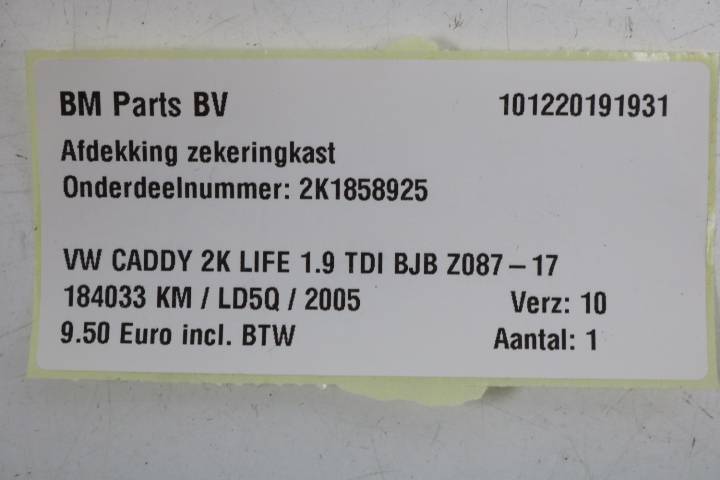 BM Parts BV 101220191931
Afdekking zekeringkast
Onderdeelnummer: 2K1858925
VW CADDY 2K LIFE 1.9 TDI BJB Z087 – 17
184033 KM / LD5Q / 2005 Verz: 10
9.50 Euro incl. BTW Aantal: 1